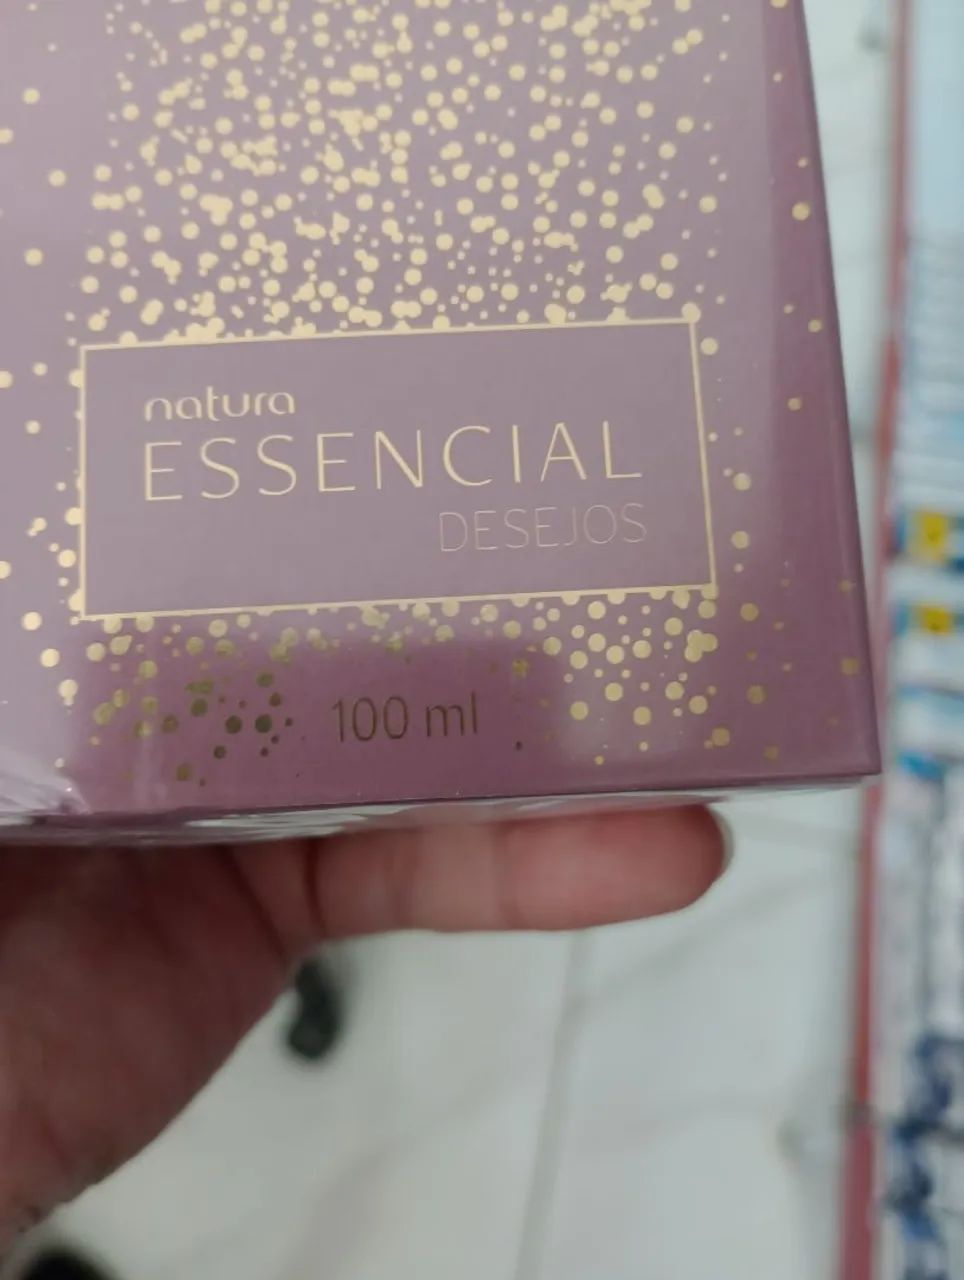 natura
ESSENCIAL
DESEJOS
100 ml